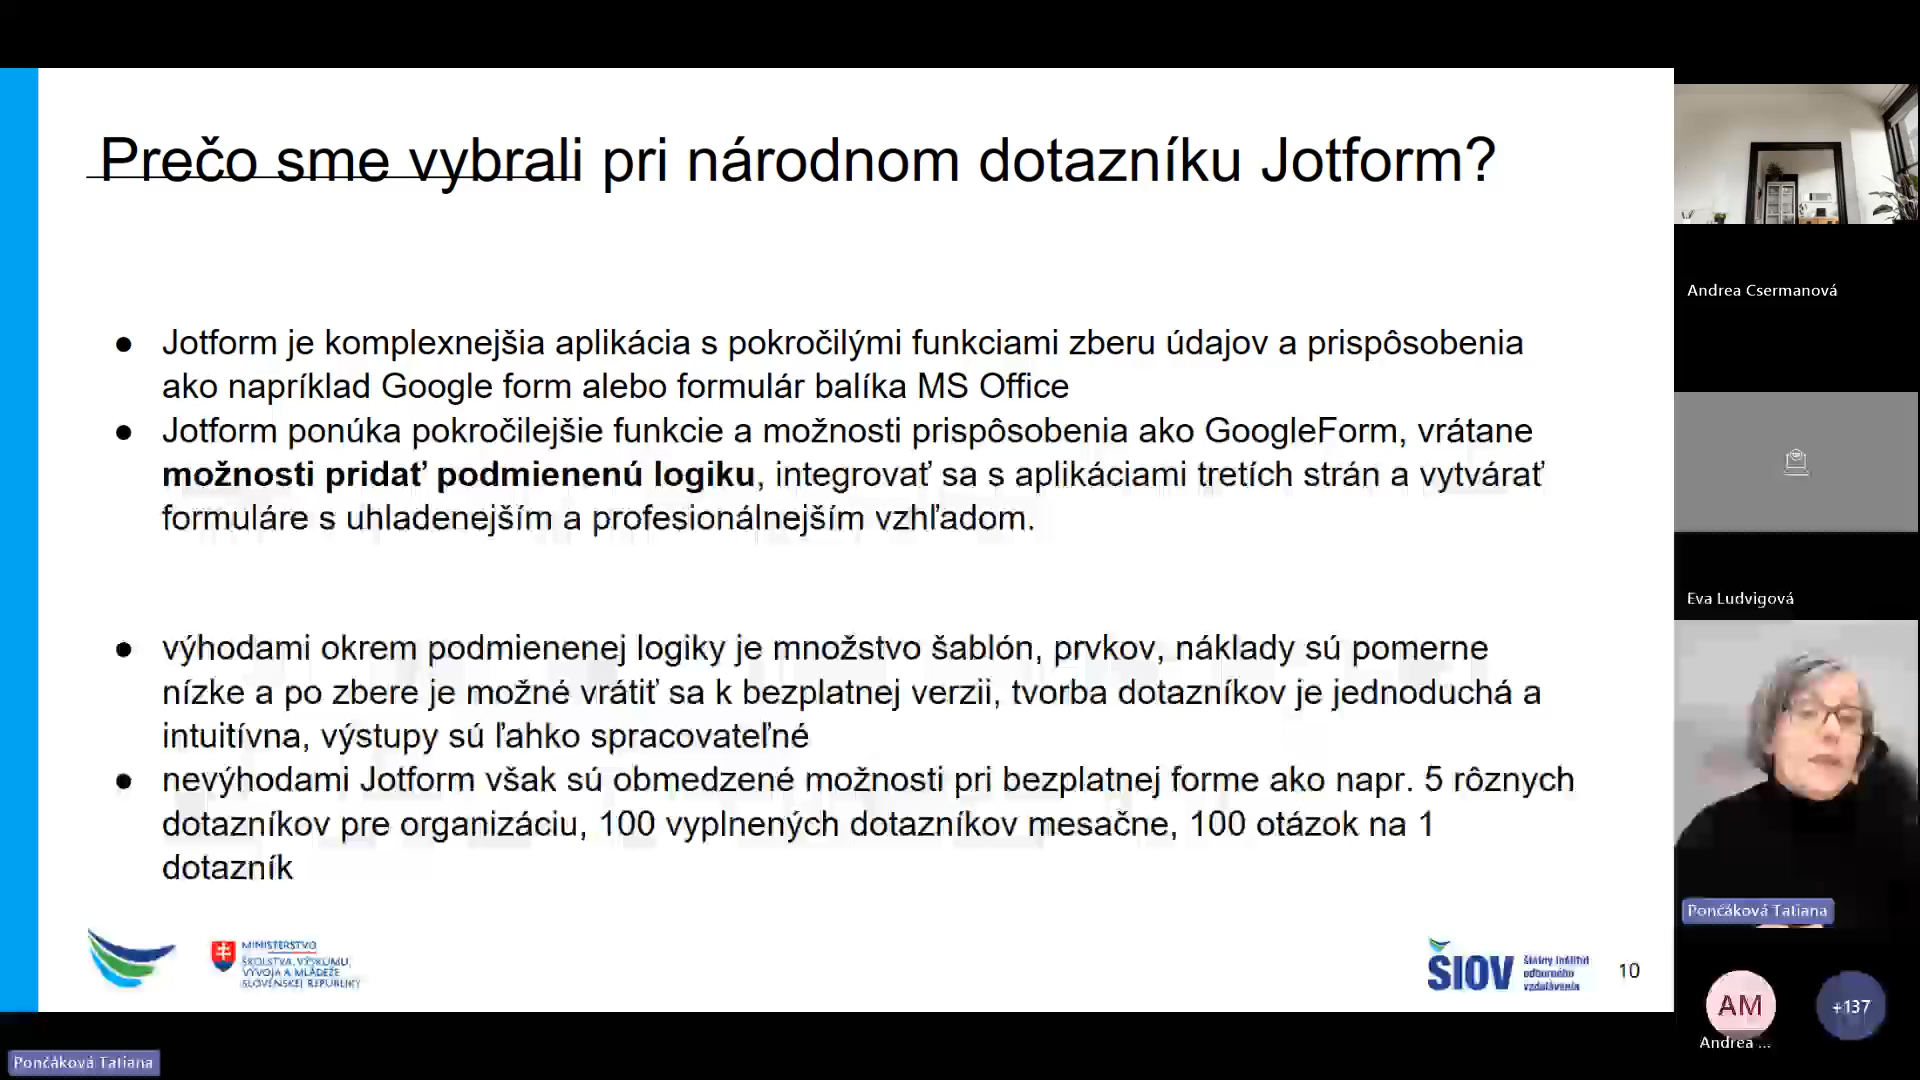 Prečo sme vybrali pri národnom dotazníku Jotform?
● Jotform je komplexnejšia aplikácia s pokročilými funkciami zberu údajov a prispôsobenia
ako napríklad Google form alebo formulár balíka MS Office
● Jotform ponúka pokročilejšie funkcie a možnosti prispôsobenia ako GoogleForm, vrátane
možnosti pridať podmienenú logiku, integrovať sa s aplikáciami tretích strán a vytvárať
formuláre s uhladenejším a profesionálnejším vzhľadom.
● výhodami okrem podmienenej logiky je množstvo šablón, prvkov, náklady sú pomerne
nízke a po zbere je možné vrátiť sa k bezplatnej verzii, tvorba dotazníkov je jednoduchá a
intuitívna, výstupy sú ľahko spracovateľné
● nevýhodami Jotform však sú obmedzené možnosti pri bezplatnej forme ako napr. 5 rôznych
dotazníkov pre organizáciu, 100 vyplnených dotazníkov mesačne, 100 otázok na 1
dotazník
MINISTERSTVO
ŠKOLSTVA, VÝSKUMU,
VÝVOJA A MLÁDEŽE
SLOVENSKEJ REPUBLIKY
ŠIOV
štátny inštitút
odborného
vzdelávania
10
Andrea Csermanová
Eva Ludvigová
Pončáková Tatiana
AM
+137
Andrea ...
Pončáková Tatiana